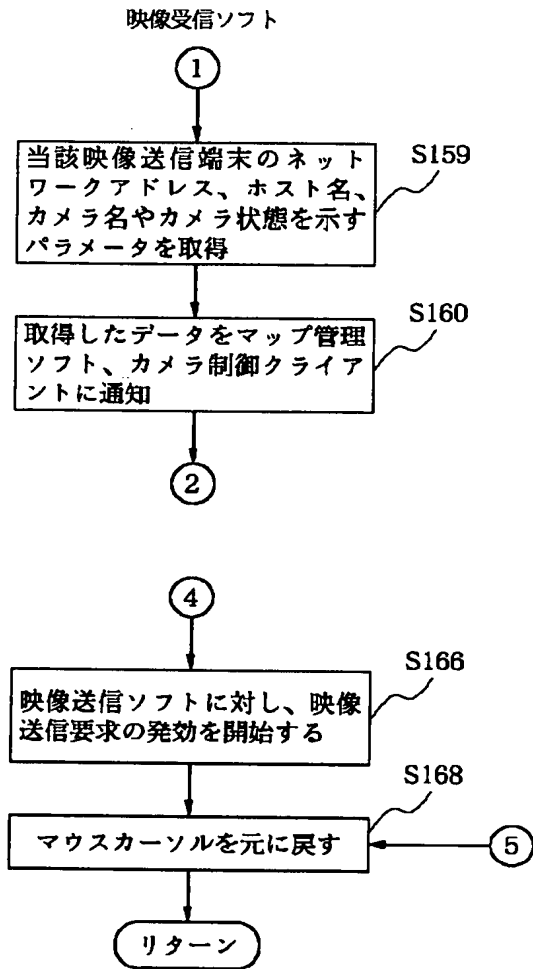 映像受信ソフト
1
当該映像送信端末のネット
ワークアドレス、ホスト名、
カメラ名やカメラ状態を示す
パラメータを取得
S159
取得したデータをマップ管理
ソフト、カメラ制御クライア
ントに通知
S160
2
4
映像送信ソフトに対し、映像
送信要求の発効を開始する
S166
マウスカーソルを元に戻す
S168
5
リターン